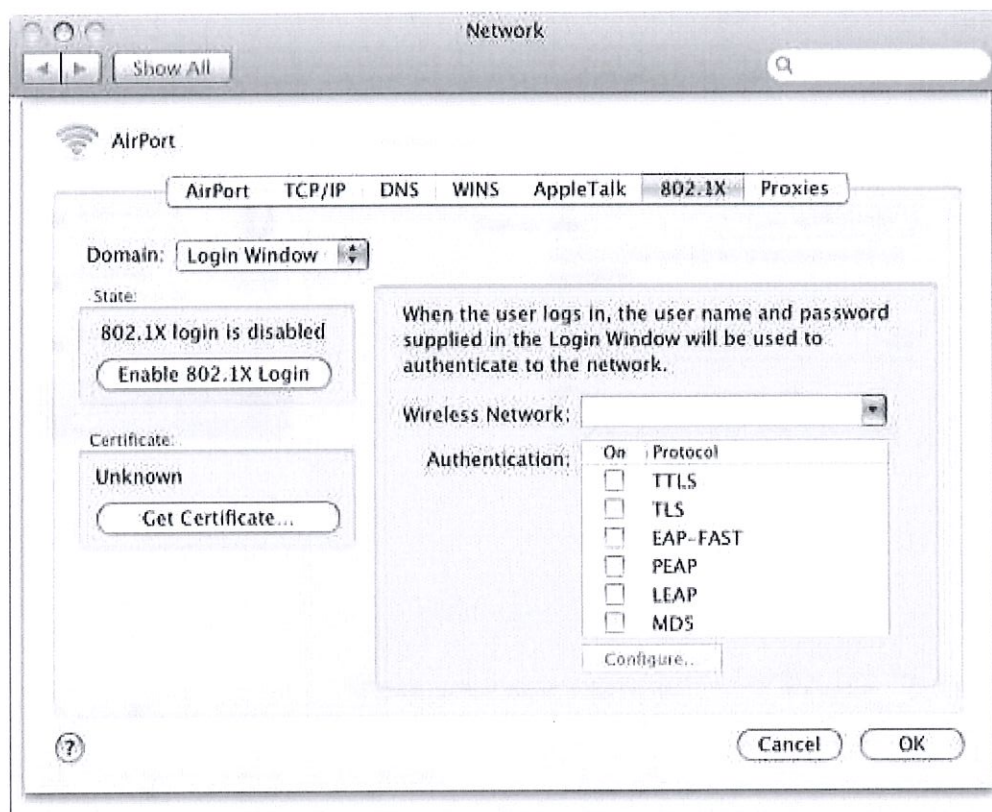 Network
Show All
AirPort
AirPort TCP/IP DNS WINS AppleTalk 802.1X Proxies
Domain: Login Window
State:
802.1X login is disabled
Enable 802.1X Login
Certificate:
Unknown
Get Certificate...
When the user logs in, the user name and password
supplied in the Login Window will be used to
authenticate to the network.
Wireless Network:
Authentication:
On Protocol
TTLS
TLS
EAP-FAST
PEAP
LEAP
MD5
Configure...
?
Cancel OK